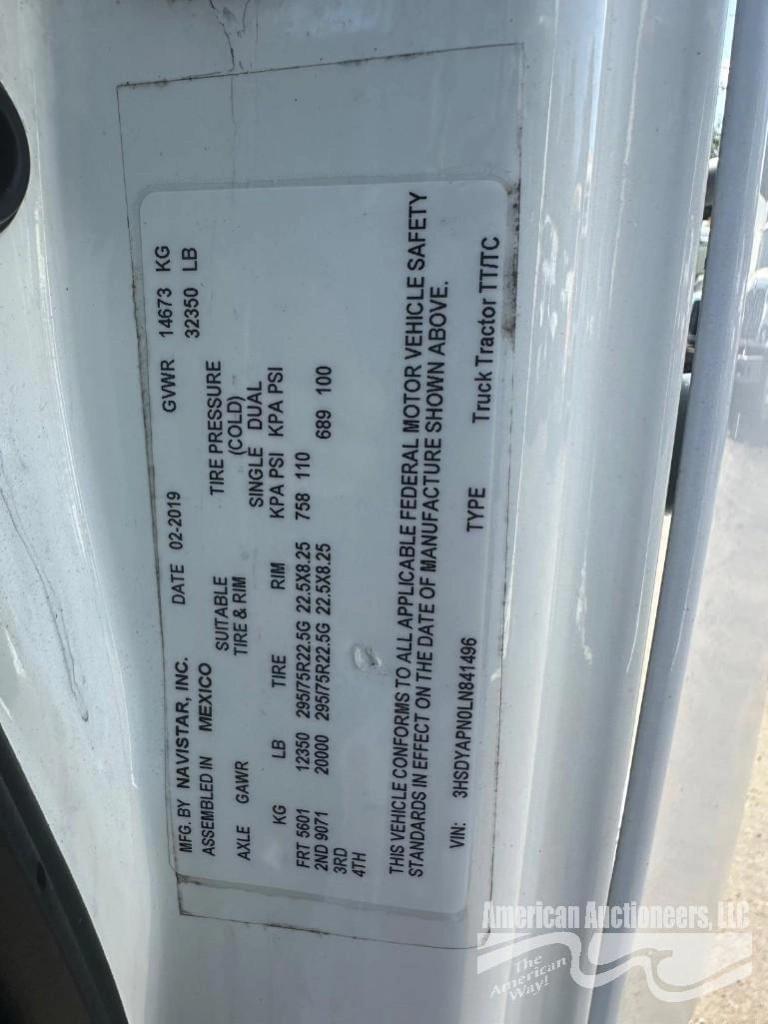 MFG. BY NAVISTAR, INC. DATE 02-2019 GVWR 14673 KG
ASSEMBLED IN MEXICO 32350 LB
SUITABLE TIRE PRESSURE
AXLE GAWR TIRE & RIM (COLD)
SINGLE DUAL
KG LB TIRE RIM KPA PSI KPA PSI
FRT 5601 12350 295/75R22.5G 22.5X8.25 758 110
2ND 9071 20000 295/75R22.5G 22.5X8.25 689 100
3RD
4TH
THIS VEHICLE CONFORMS TO ALL APPLICABLE FEDERAL MOTOR VEHICLE SAFETY
STANDARDS IN EFFECT ON THE DATE OF MANUFACTURE SHOWN ABOVE.
VIN: 3HSDYAPN0LN841496 TYPE Truck Tractor TT/TC
American Auctioneers, LLC
The
American
Way!